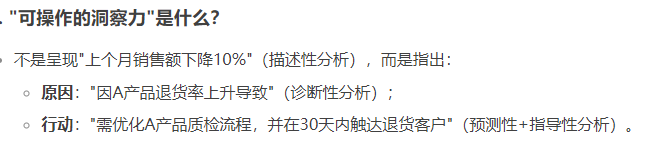 . "可操作的洞察力"是什么?
不是呈现"上个月销售额下降10%"（描述性分析），而是指出：
原因："因A产品退货率上升导致"（诊断性分析）；
行动："需优化A产品质检流程，并在30天内触达退货客户"（预测性+指导性分析）。